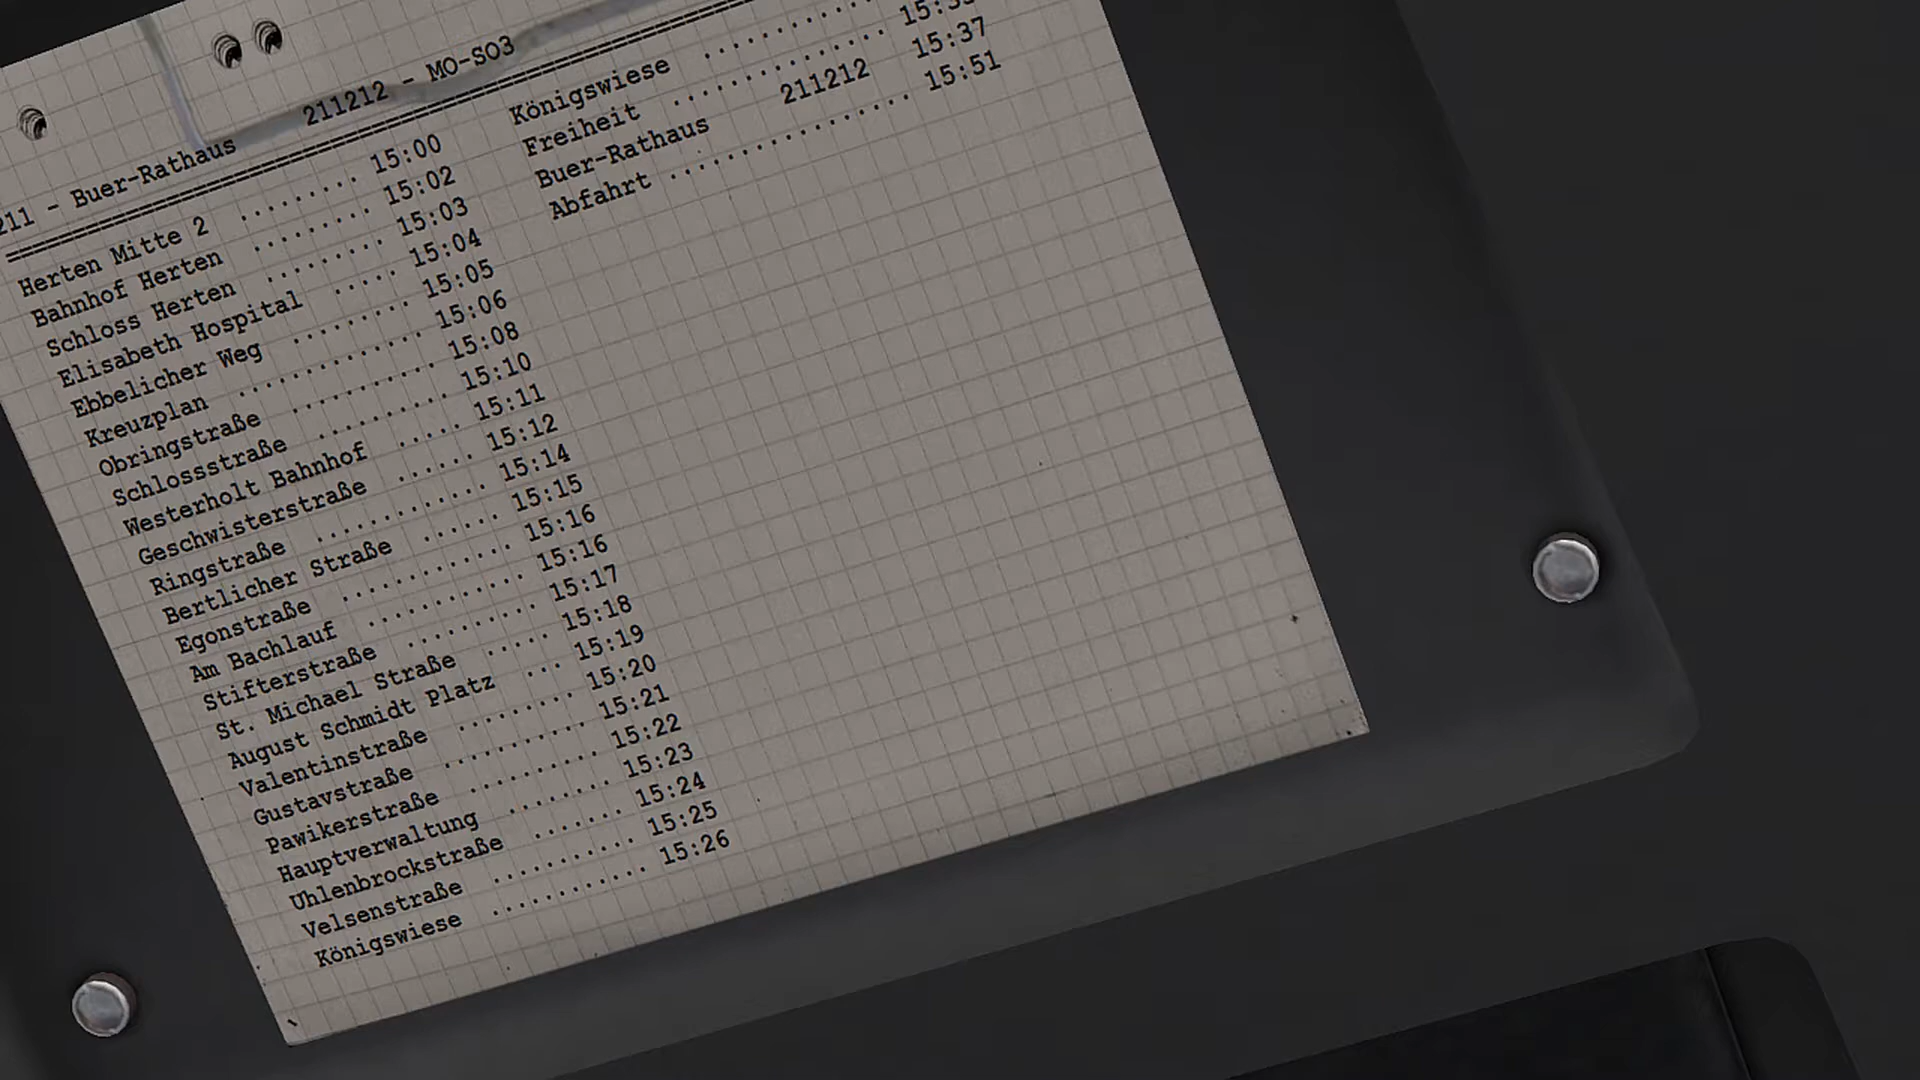 211 - Buer-Rathaus 211212 - MO-SO3
Herten Mitte 2 ........ 15:00
Bahnhof Herten ......... 15:02
Schloss Herten ......... 15:03
Elisabeth Hospital ..... 15:04
Ebbelicher Weg ......... 15:05
Kreuzplan .............. 15:06
Obringstraße ........... 15:08
Schlossstraße .......... 15:10
Westerholt Bahnhof ..... 15:11
Geschwisterstraße ...... 15:12
Ringstraße ............. 15:14
Bertlicher Straße ...... 15:15
Egonstraße ............. 15:16
Am Bachlauf ............ 15:16
Stifterstraße .......... 15:17
St. Michael Straße ..... 15:18
August Schmidt Platz ... 15:19
Valentinstraße ......... 15:20
Gustavstraße ........... 15:21
Pawikerstraße .......... 15:22
Hauptverwaltung ........ 15:23
Uhlenbrockstraße ....... 15:24
Velsenstraße ........... 15:25
Königswiese ............ 15:26
Königswiese ............
Freiheit ...............
Buer-Rathaus 211212 15:37
Abfahrt ................... 15:51